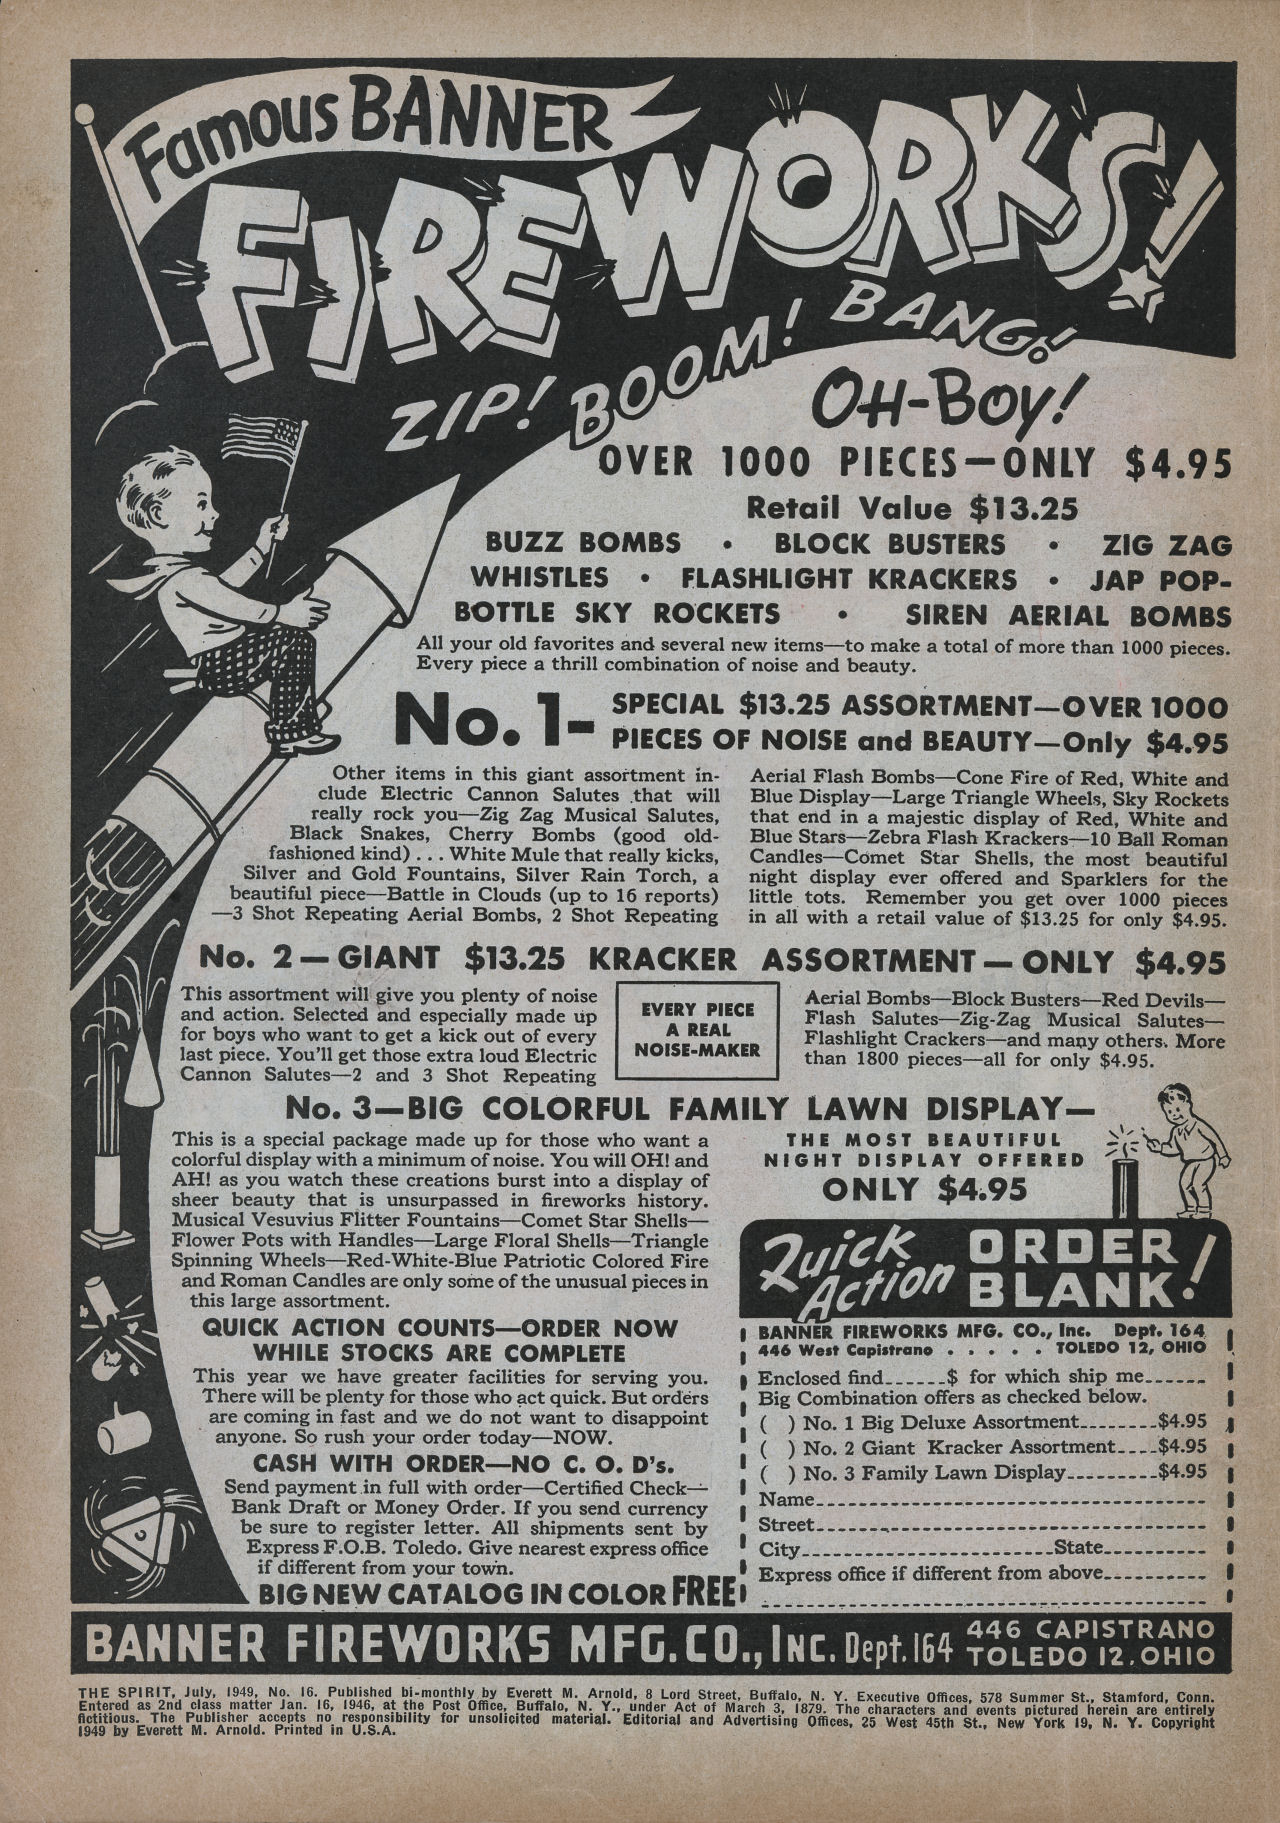 Famous BANNER
FIREWORKS!
ZIP! BOOM! BANG!
OH-BOY!
OVER 1000 PIECES—ONLY $4.95
Retail Value $13.25
BUZZ BOMBS • BLOCK BUSTERS • ZIG ZAG
WHISTLES • FLASHLIGHT KRACKERS • JAP POP-
BOTTLE SKY ROCKETS • SIREN AERIAL BOMBS
All your old favorites and several new items—to make a total of more than 1000 pieces.
Every piece a thrill combination of noise and beauty.
No. 1- SPECIAL $13.25 ASSORTMENT—OVER 1000
PIECES OF NOISE and BEAUTY—Only $4.95
Other items in this giant assortment in-
clude Electric Cannon Salutes that will
really rock you—Zig Zag Musical Salutes,
Black Snakes, Cherry Bombs (good old-
fashioned kind) . . . White Mule that really kicks,
Silver and Gold Fountains, Silver Rain Torch, a
beautiful piece—Battle in Clouds (up to 16 reports)
—3 Shot Repeating Aerial Bombs, 2 Shot Repeating
Aerial Flash Bombs—Cone Fire of Red, White and
Blue Display—Large Triangle Wheels, Sky Rockets
that end in a majestic display of Red, White and
Blue Stars—Zebra Flash Krackers—10 Ball Roman
Candles—Comet Star Shells, the most beautiful
night display ever offered and Sparklers for the
little tots. Remember you get over 1000 pieces
in all with a retail value of $13.25 for only $4.95.
No. 2—GIANT $13.25 KRACKER ASSORTMENT—ONLY $4.95
This assortment will give you plenty of noise
and action. Selected and especially made up
for boys who want to get a kick out of every
last piece. You'll get those extra loud Electric
Cannon Salutes—2 and 3 Shot Repeating
EVERY PIECE
A REAL
NOISE-MAKER
Aerial Bombs—Block Busters—Red Devils—
Flash Salutes—Zig-Zag Musical Salutes—
Flashlight Crackers—and many others. More
than 1800 pieces—all for only $4.95.
No. 3—BIG COLORFUL FAMILY LAWN DISPLAY—
This is a special package made up for those who want a
colorful display with a minimum of noise. You will OH! and
AH! as you watch these creations burst into a display of
sheer beauty that is unsurpassed in fireworks history.
Musical Vesuvius Flitter Fountains—Comet Star Shells—
Flower Pots with Handles—Large Floral Shells—Triangle
Spinning Wheels—Red-White-Blue Patriotic Colored Fire
and Roman Candles are only some of the unusual pieces in
this large assortment.
THE MOST BEAUTIFUL
NIGHT DISPLAY OFFERED
ONLY $4.95
QUICK ACTION COUNTS—ORDER NOW
WHILE STOCKS ARE COMPLETE
This year we have greater facilities for serving you.
There will be plenty for those who act quick. But orders
are coming in fast and we do not want to disappoint
anyone. So rush your order today—NOW.
CASH WITH ORDER—NO C. O. D's.
Send payment in full with order—Certified Check—
Bank Draft or Money Order. If you send currency
be sure to register letter. All shipments sent by
Express F.O.B. Toledo. Give nearest express office
if different from your town.
BIG NEW CATALOG IN COLOR FREE!
Quick Action ORDER BLANK!
BANNER FIREWORKS MFG. CO., Inc. Dept. 164
446 West Capistrano . . . . . TOLEDO 12, OHIO
Enclosed find______$ for which ship me______
Big Combination offers as checked below.
( ) No. 1 Big Deluxe Assortment________$4.95
( ) No. 2 Giant Kracker Assortment____$4.95
( ) No. 3 Family Lawn Display_________$4.95
Name
Street
City State
Express office if different from above
BANNER FIREWORKS MFG. CO., INC. Dept. 164 446 CAPISTRANO
TOLEDO 12, OHIO
THE SPIRIT, July, 1949, No. 16. Published bi-monthly by Everett M. Arnold, 8 Lord Street, Buffalo, N. Y. Executive Offices, 578 Summer St., Stamford, Conn.
Entered as 2nd class matter Jan. 16, 1946, at the Post Office, Buffalo, N. Y., under Act of March 3, 1879. The characters and events pictured herein are entirely
fictitious. The Publisher accepts no responsibility for unsolicited material. Editorial and Advertising Offices, 25 West 45th St., New York 19, N. Y. Copyright
1949 by Everett M. Arnold. Printed in U.S.A.